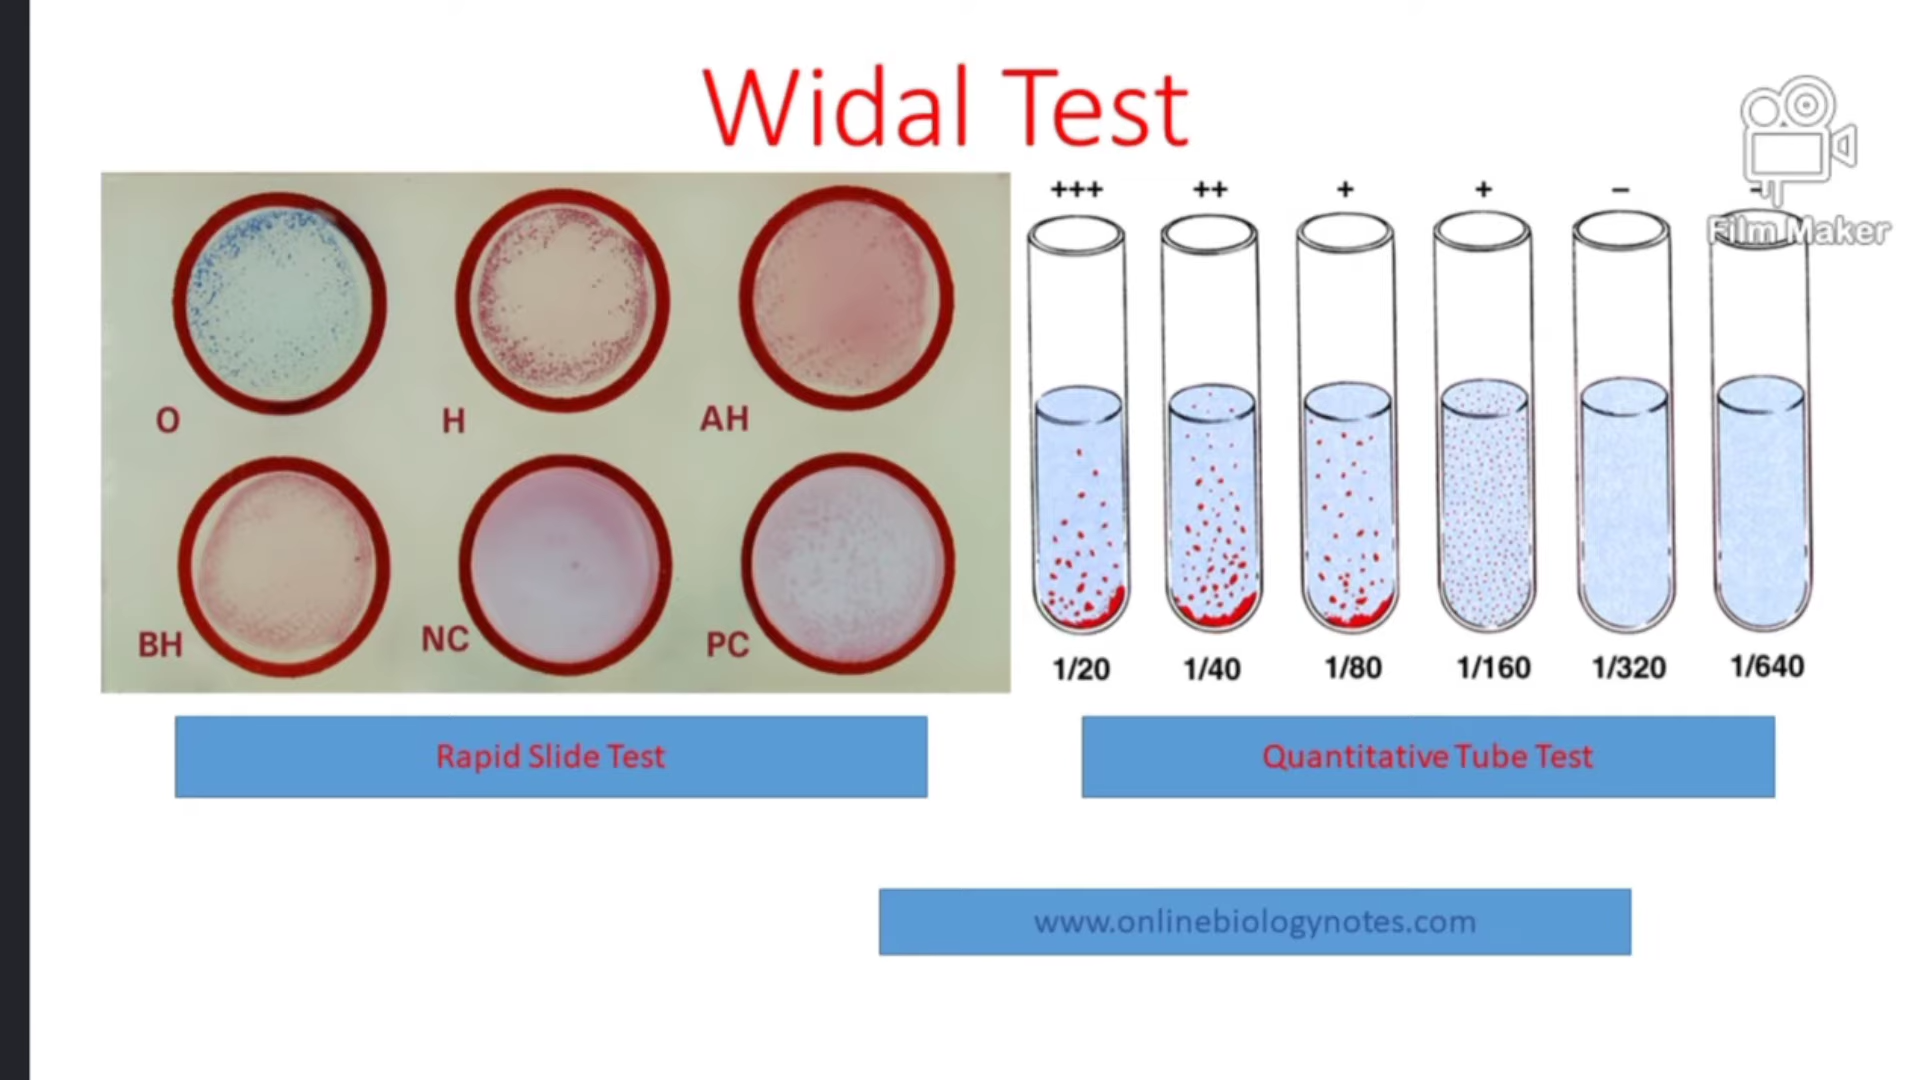 Widal Test
Film Maker
+++ ++ + + – –
O H AH
BH NC PC
1/20 1/40 1/80 1/160 1/320 1/640
Rapid Slide Test
Quantitative Tube Test
www.onlinebiologynotes.com